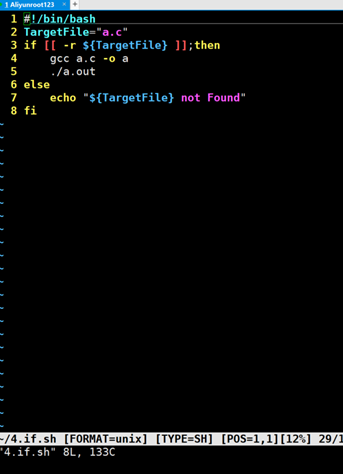 1 Aliyunroot123
1 #!/bin/bash
2 TargetFile="a.c"
3 if [[ -r ${TargetFile} ]];then
4     gcc a.c -o a
5     ./a.out
6 else
7     echo "${TargetFile} not Found"
8 fi
~/4.if.sh [FORMAT=unix] [TYPE=SH] [POS=1,1][12%] 29/1
"4.if.sh" 8L, 133C